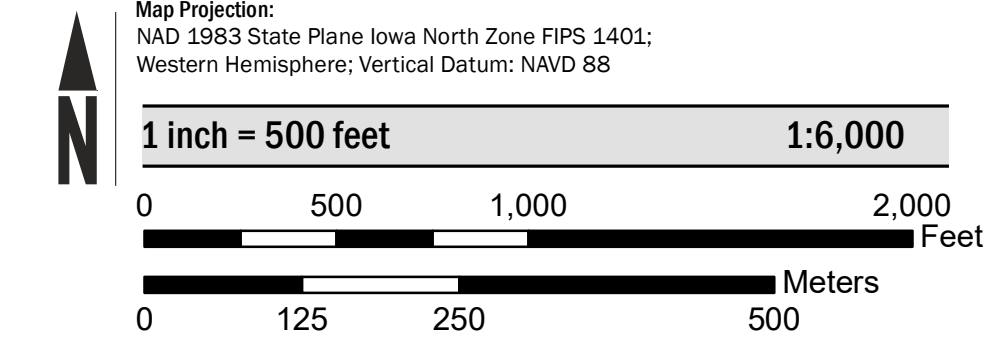 Map Projection:
NAD 1983 State Plane Iowa North Zone FIPS 1401;
Western Hemisphere; Vertical Datum: NAVD 88
N
1 inch = 500 feet 1:6,000
0 500 1,000 2,000
Feet
Meters
0 125 250 500